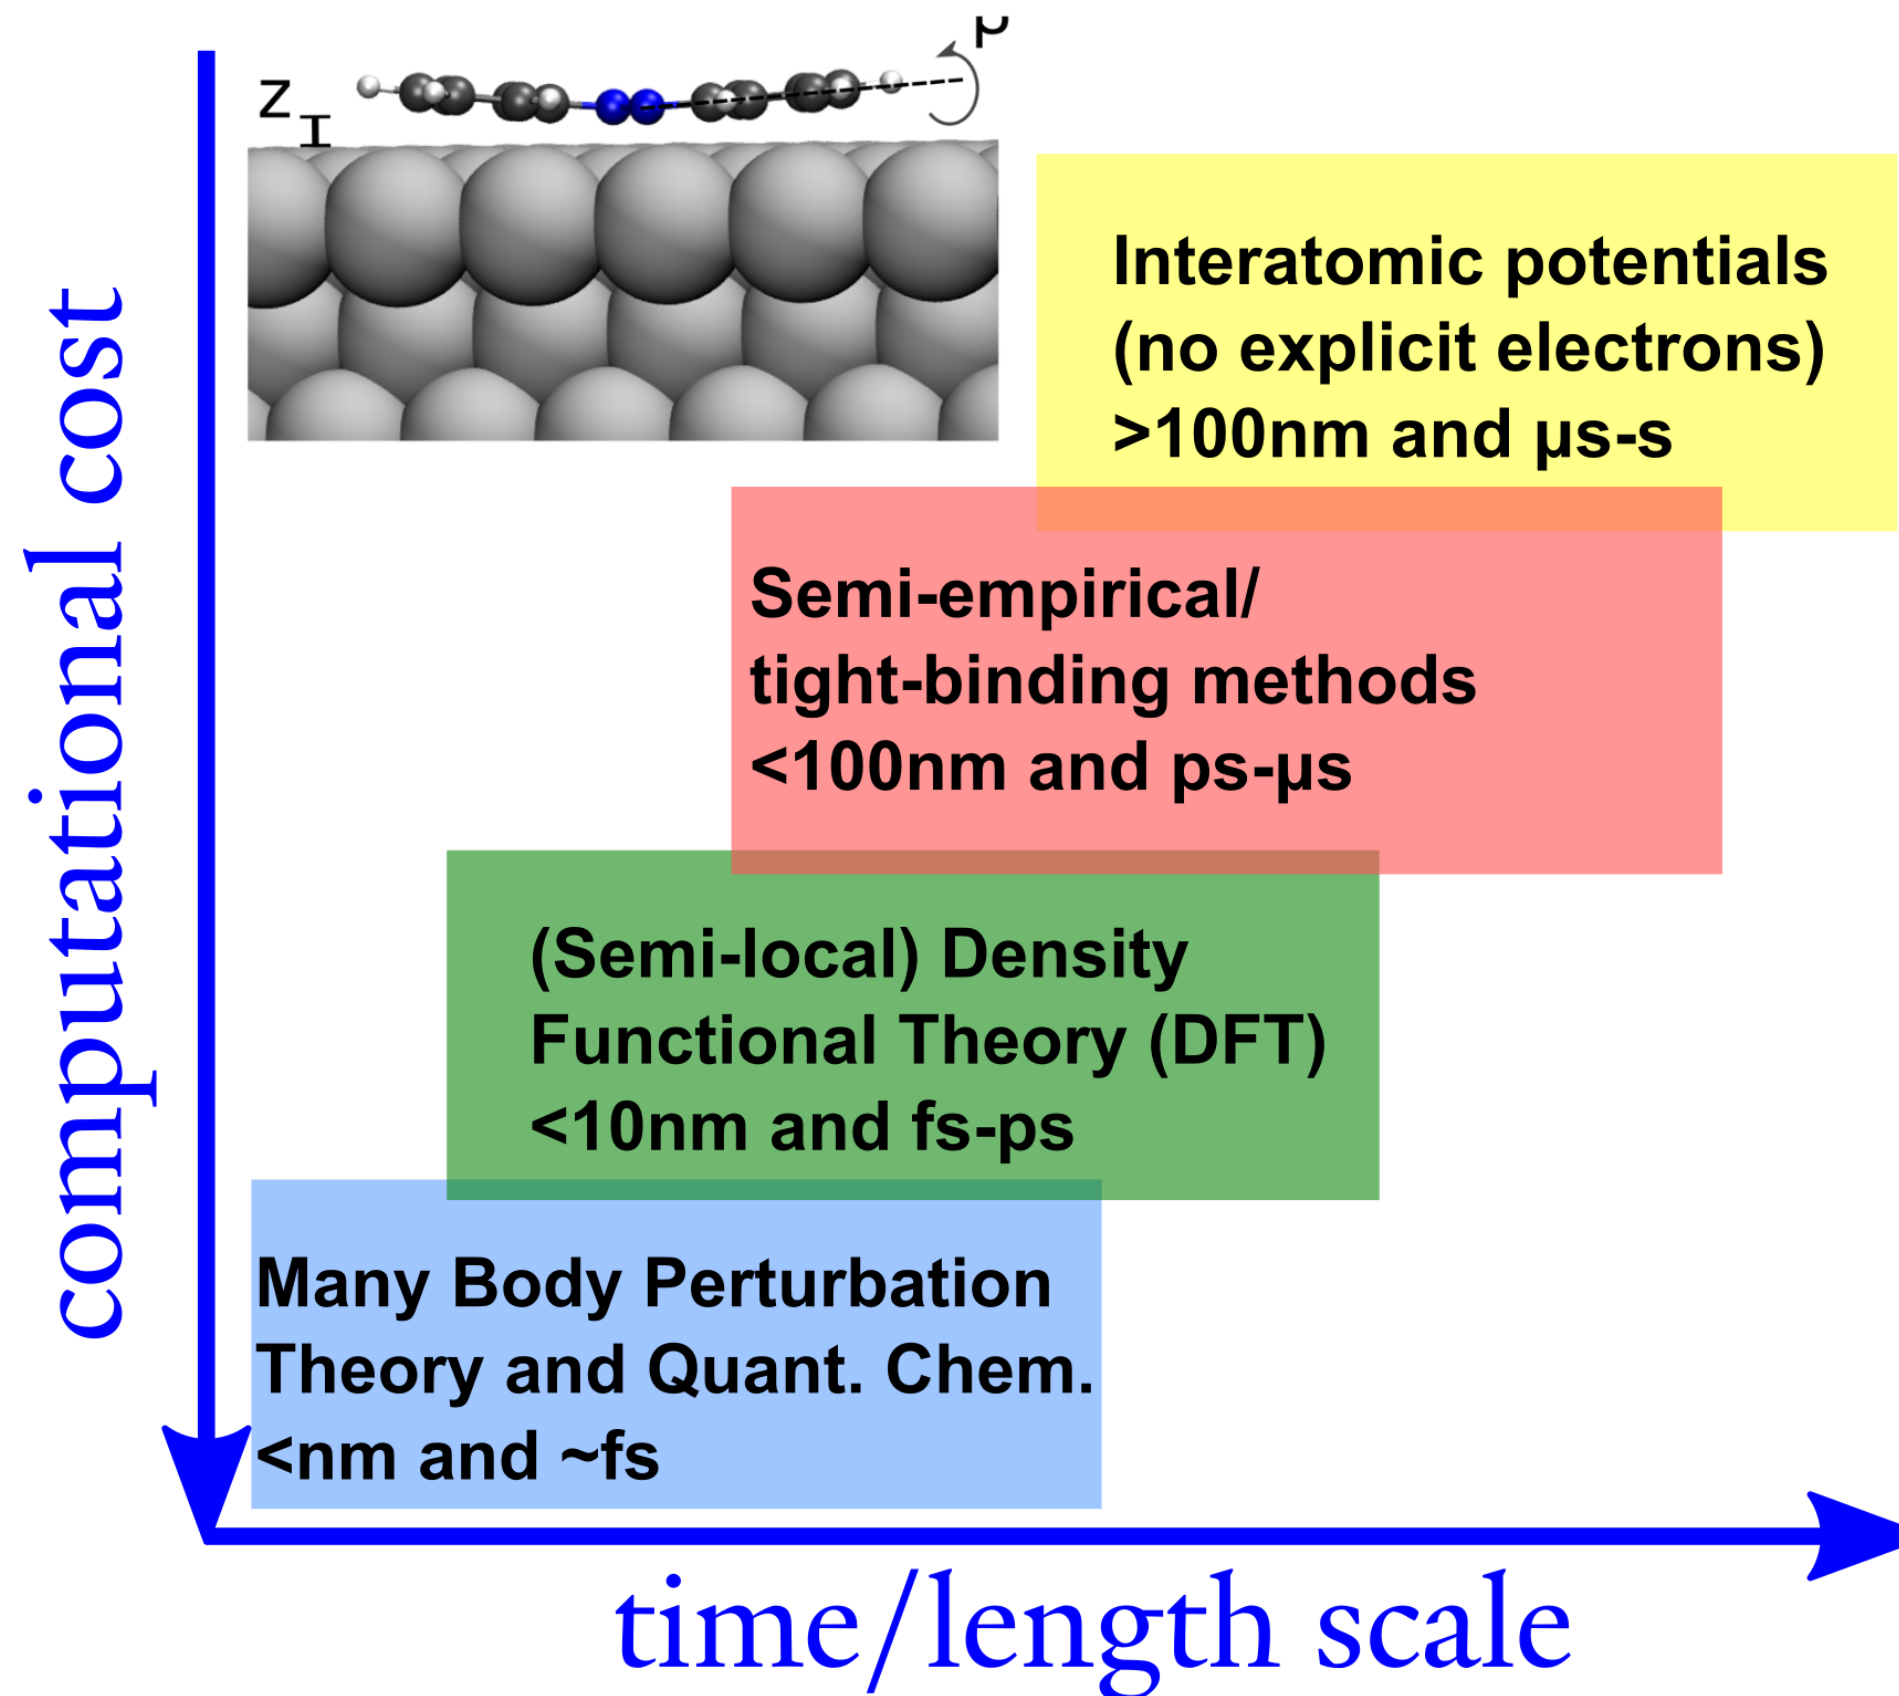 ρ
Z
H
Interatomic potentials
(no explicit electrons)
>100nm and μs-s
Semi-empirical/
tight-binding methods
<100nm and ps-μs
(Semi-local) Density
Functional Theory (DFT)
<10nm and fs-ps
Many Body Perturbation
Theory and Quant. Chem.
<nm and ~fs
computational cost
time/length scale